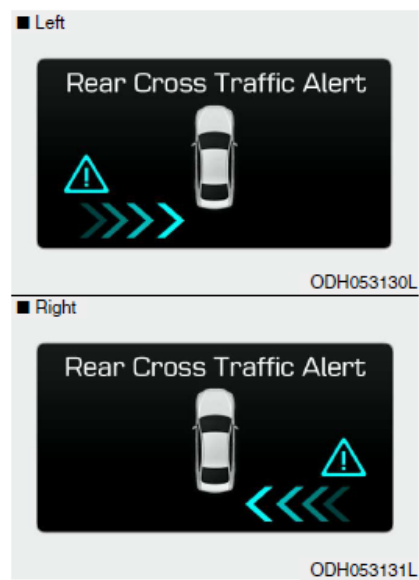 ■ Left
Rear Cross Traffic Alert
ODH053130L
■ Right
Rear Cross Traffic Alert
ODH053131L